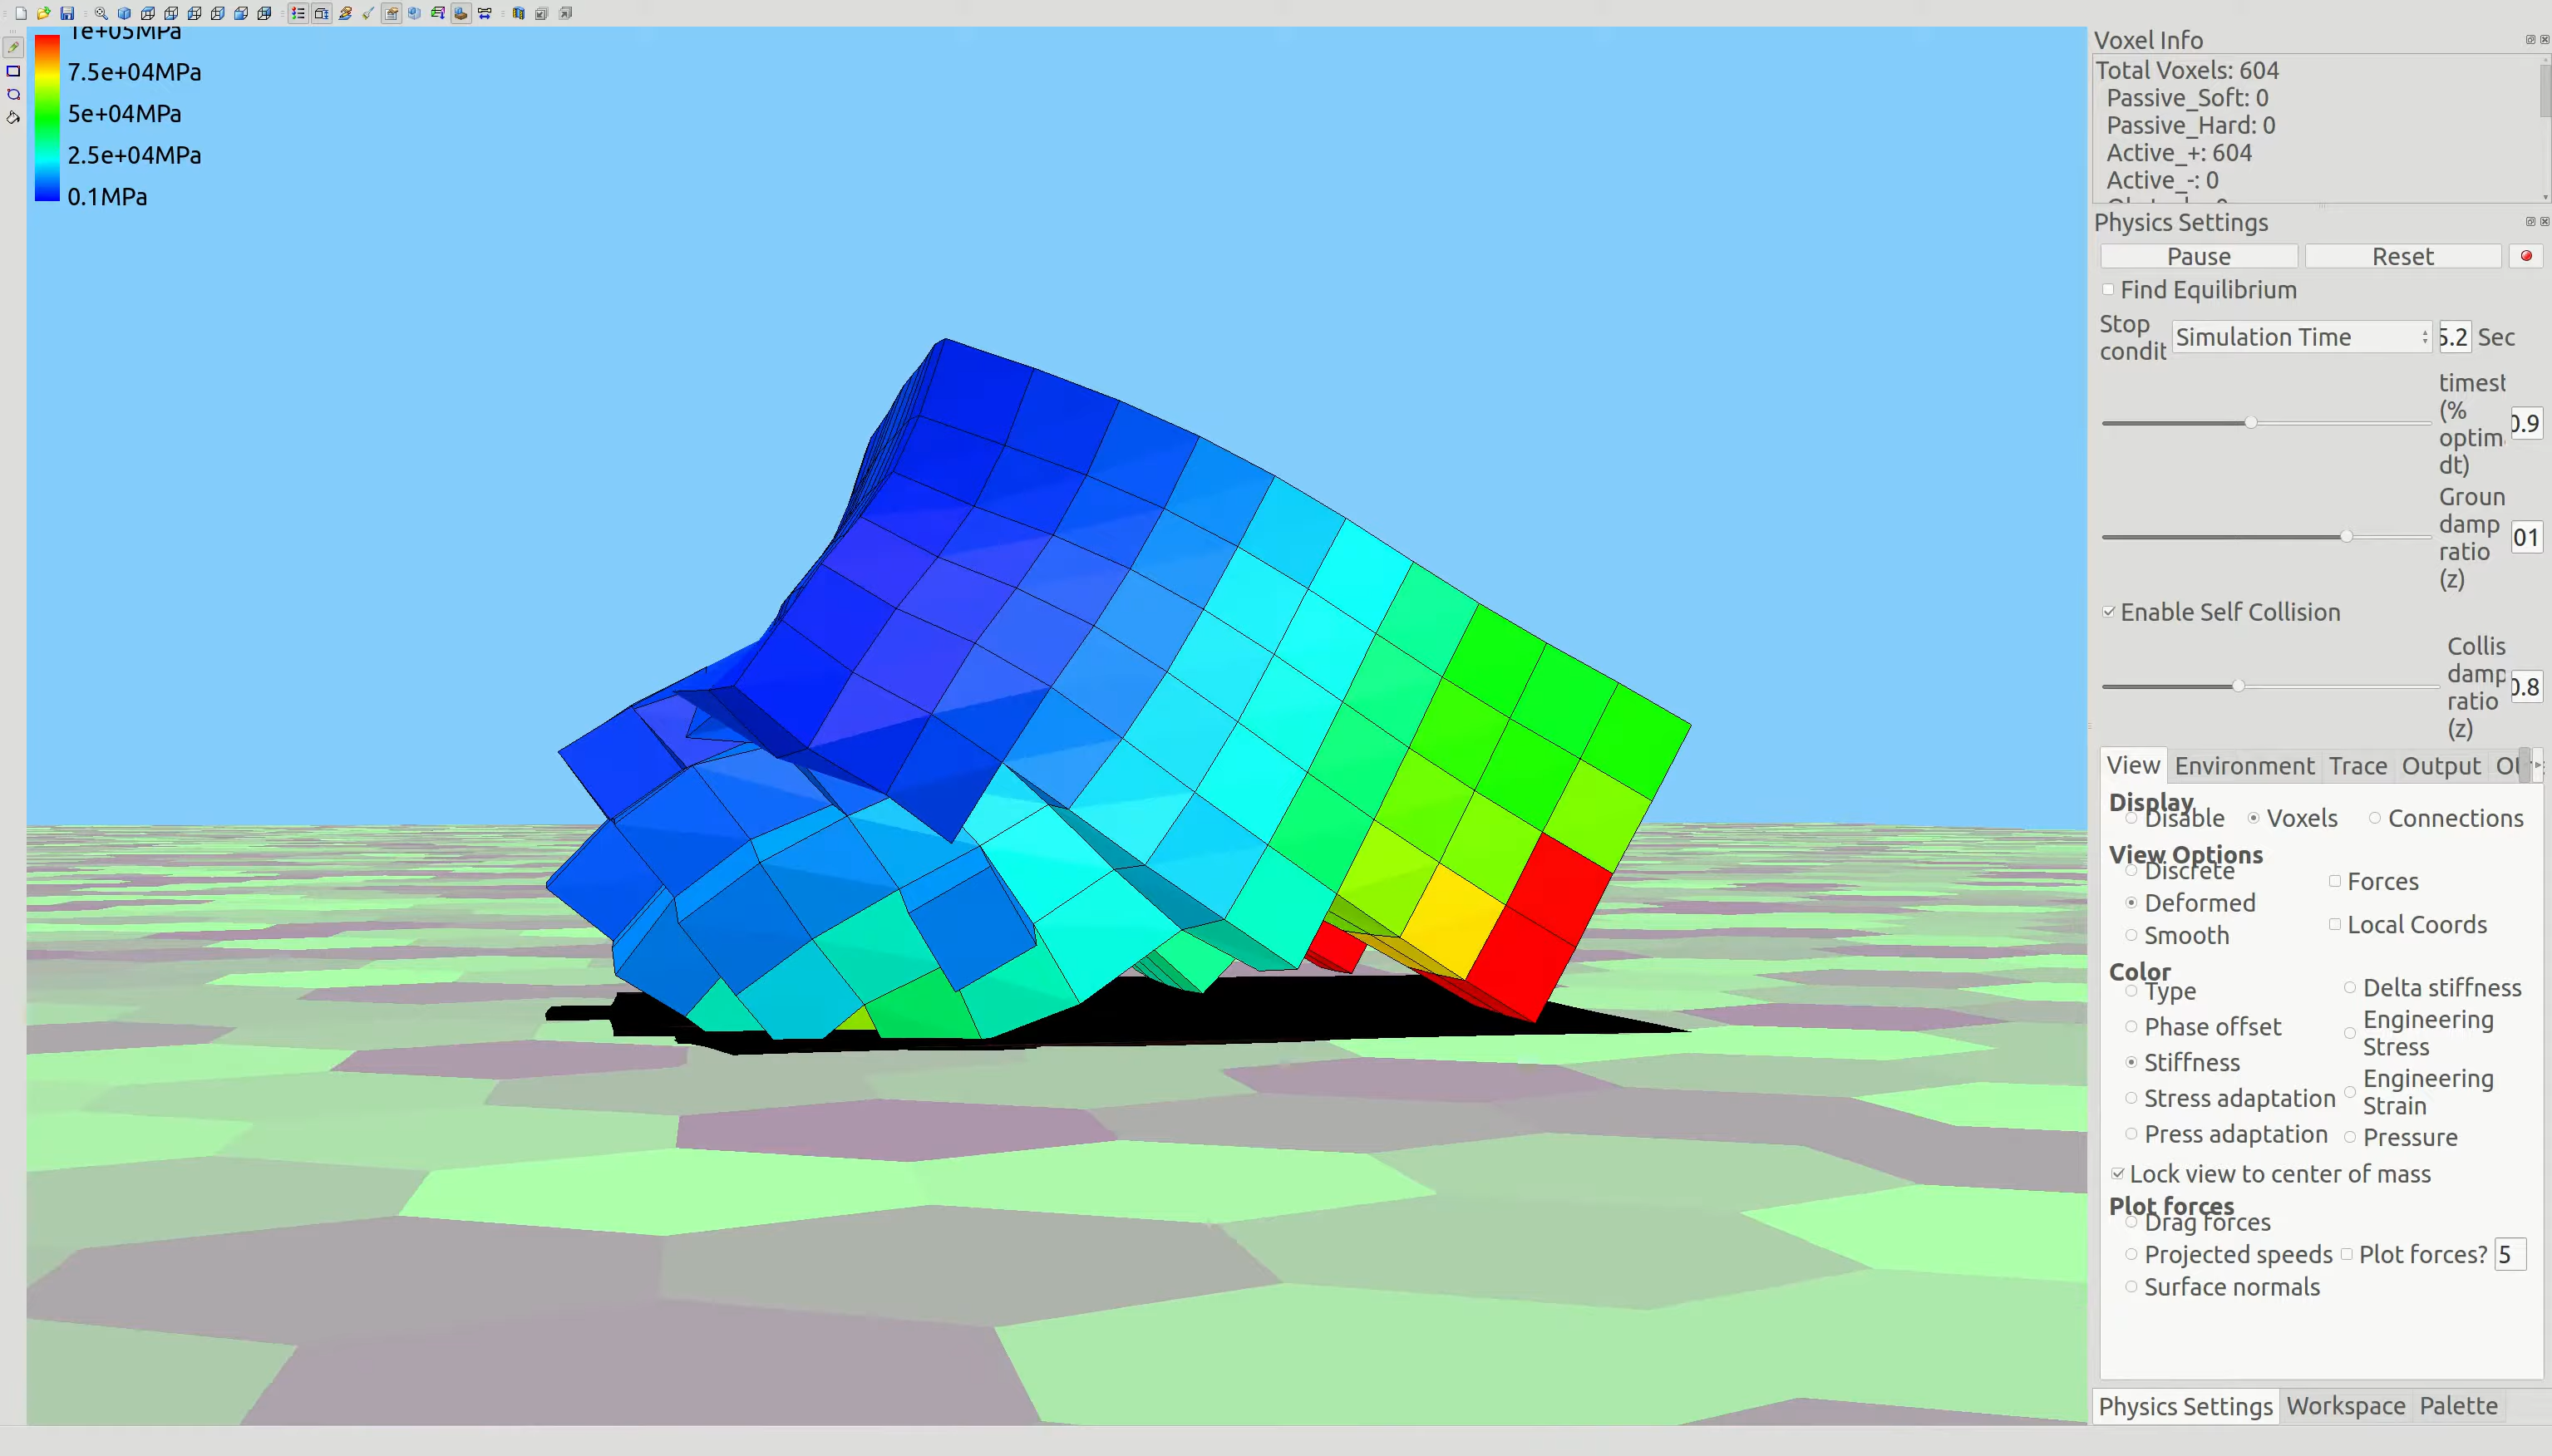 1e+05MPa
7.5e+04MPa
5e+04MPa
2.5e+04MPa
0.1MPa
Voxel Info
Total Voxels: 604
Passive_Soft: 0
Passive_Hard: 0
Active_+: 604
Active_-: 0
Physics Settings
Pause Reset
Find Equilibrium
Stop
condit
Simulation Time 5.2 Sec
timest
(%
optim
dt)
0.9
Groun
damp
ratio
(z)
01
Enable Self Collision
Collis
damp
ratio
(z)
0.8
View Environment Trace Output
Display
Disable Voxels Connections
View Options
Discrete
Forces
Deformed
Local Coords
Smooth
Color
Type
Delta stiffness
Phase offset
Engineering
Stress
Stiffness
Engineering
Strain
Stress adaptation
Press adaptation
Pressure
Lock view to center of mass
Plot forces
Drag forces
Projected speeds Plot forces? 5
Surface normals
Physics Settings Workspace Palette